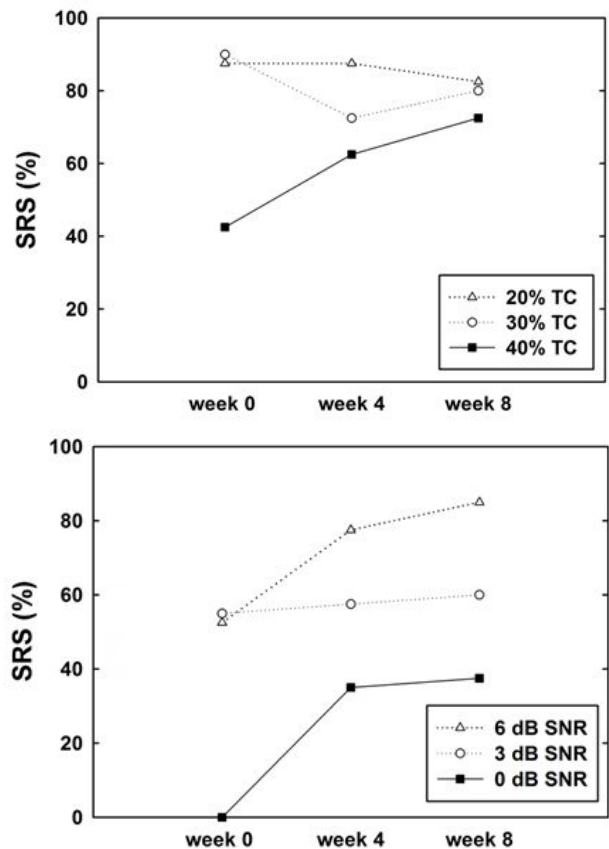 100
80
60
40
20
0
SRS (%)
20% TC
30% TC
40% TC
week 0 week 4 week 8
100
80
60
40
20
0
SRS (%)
6 dB SNR
3 dB SNR
0 dB SNR
week 0 week 4 week 8